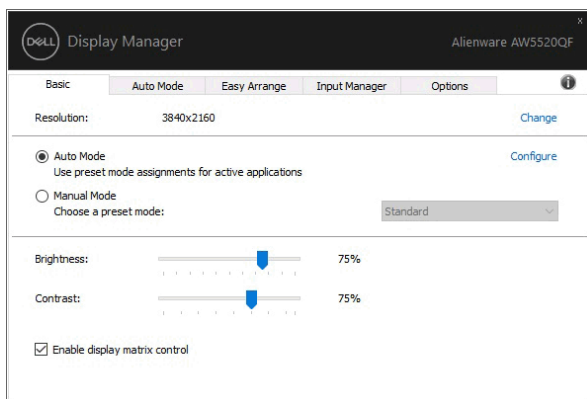 x
DELL Display Manager Alienware AW5520QF
Basic Auto Mode Easy Arrange Input Manager Options i
Resolution: 3840x2160 Change
Auto Mode Configure
Use preset mode assignments for active applications
Manual Mode
Choose a preset mode: Standard
Brightness: 75%
Contrast: 75%
Enable display matrix control